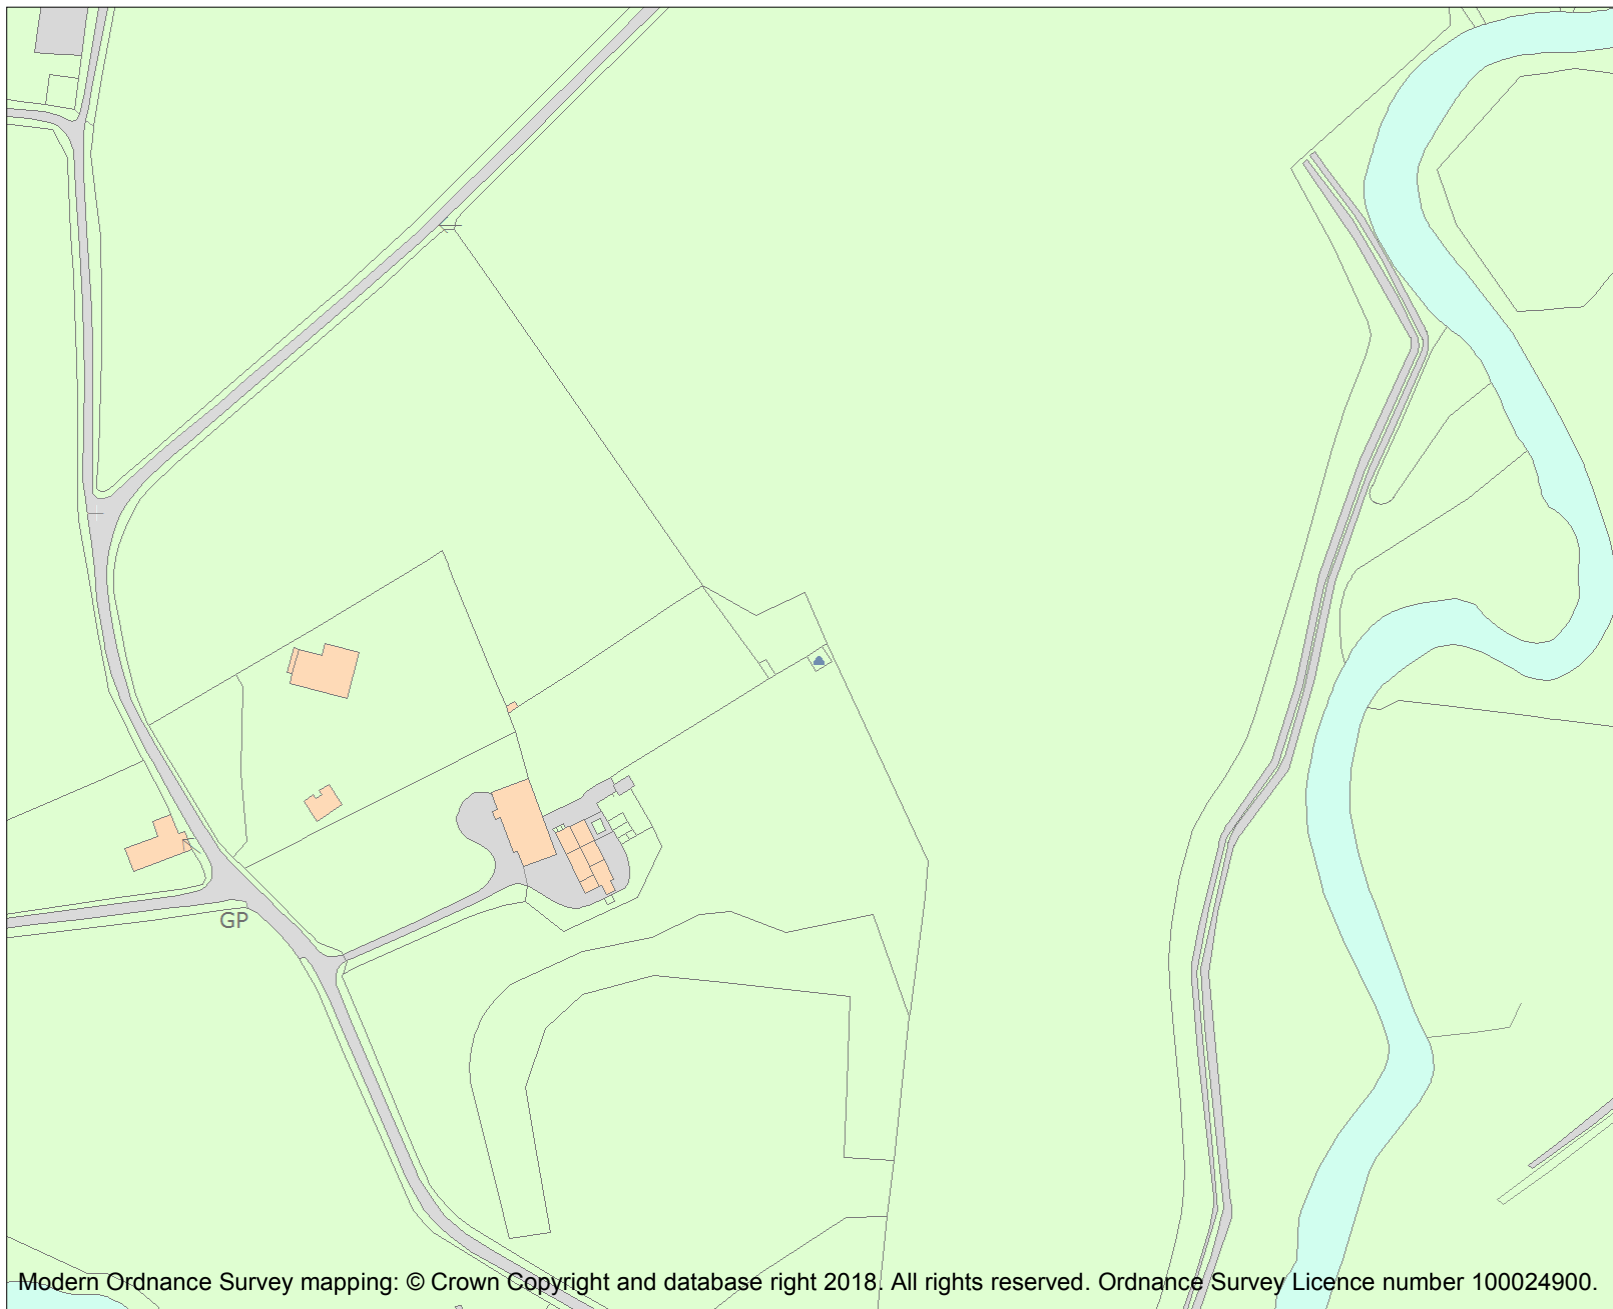 GP
Modern Ordnance Survey mapping: © Crown Copyright and database right 2018. All rights reserved. Ordnance Survey Licence number 100024900.